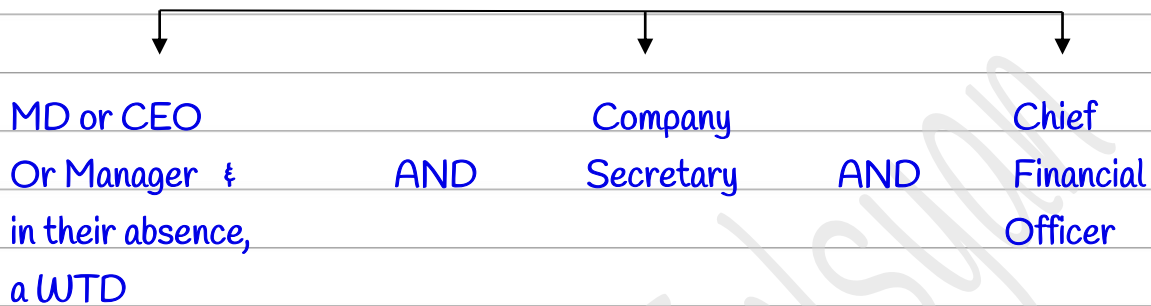 MD or CEO
Or Manager &
in their absence,
a WTD
AND
Company
Secretary
AND
Chief
Financial
Officer